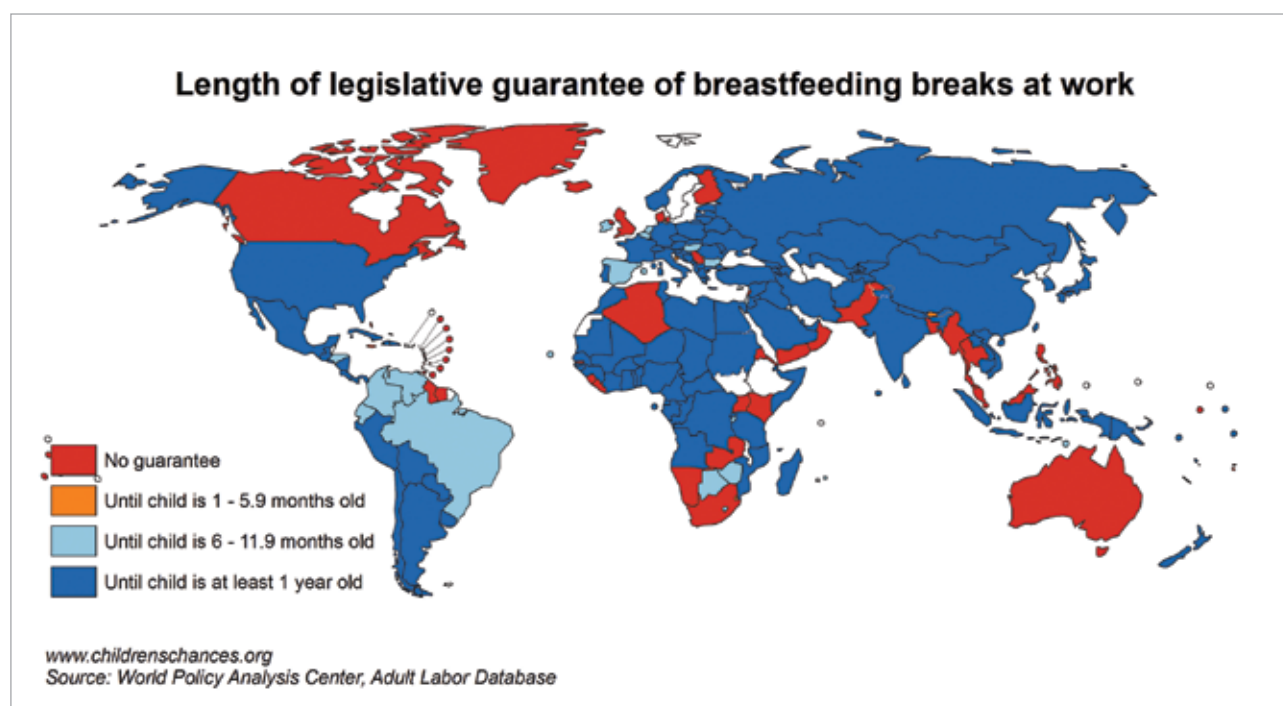 Length of legislative guarantee of breastfeeding breaks at work
No guarantee
Until child is 1 - 5.9 months old
Until child is 6 - 11.9 months old
Until child is at least 1 year old
www.childrenschances.org
Source: World Policy Analysis Center, Adult Labor Database